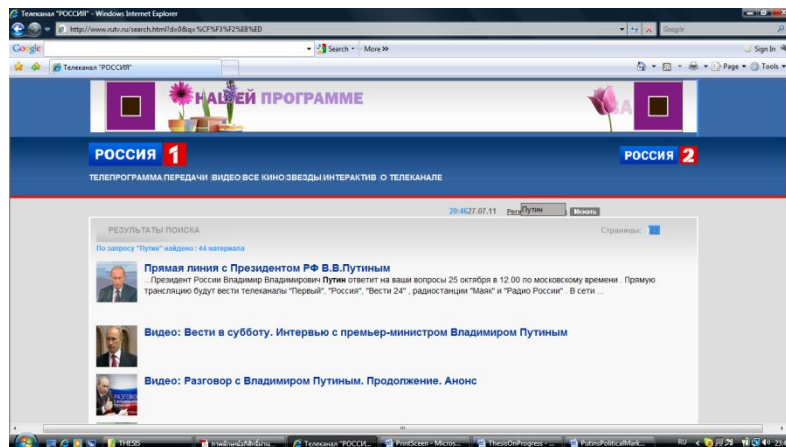 Телеканал "РОССИЯ" - Windows Internet Explorer
http://www.rutv.ru/search.html?d=0&q=%CF%F3%F2%E8%ED
Google
Google
Search
More »
Sign In
Телеканал "РОССИЯ"
Page
Tools
НАШЕЙ ПРОГРАММЕ
РОССИЯ 1
РОССИЯ 2
ТЕЛЕПРОГРАММА ПЕРЕДАЧИ ВИДЕО ВСЕ КИНО ЗВЕЗДЫ ИНТЕРАКТИВ О ТЕЛЕКАНАЛЕ
20:46 27.07.11
Путин
Искать
РЕЗУЛЬТАТЫ ПОИСКА
Страницы:
По запросу "Путин" найдено : 44 материала
Прямая линия с Президентом РФ В.В.Путиным
...Президент России Владимир Владимирович Путин ответит на ваши вопросы 25 октября в 12.00 по московскому времени . Прямую
трансляцию будут вести телеканалы "Первый", "Россия", "Вести 24" , радиостанции "Маяк" и "Радио России" . В сети ...
Видео: Вести в субботу. Интервью с премьер-министром Владимиром Путиным
Видео: Разговор с Владимиром Путиным. Продолжение. Анонс
THESIS
Телеканал "РОССИ...
PrintSceen - Micros...
ThesisOnProgress - ...
PutinsPoliticalMark...
RU